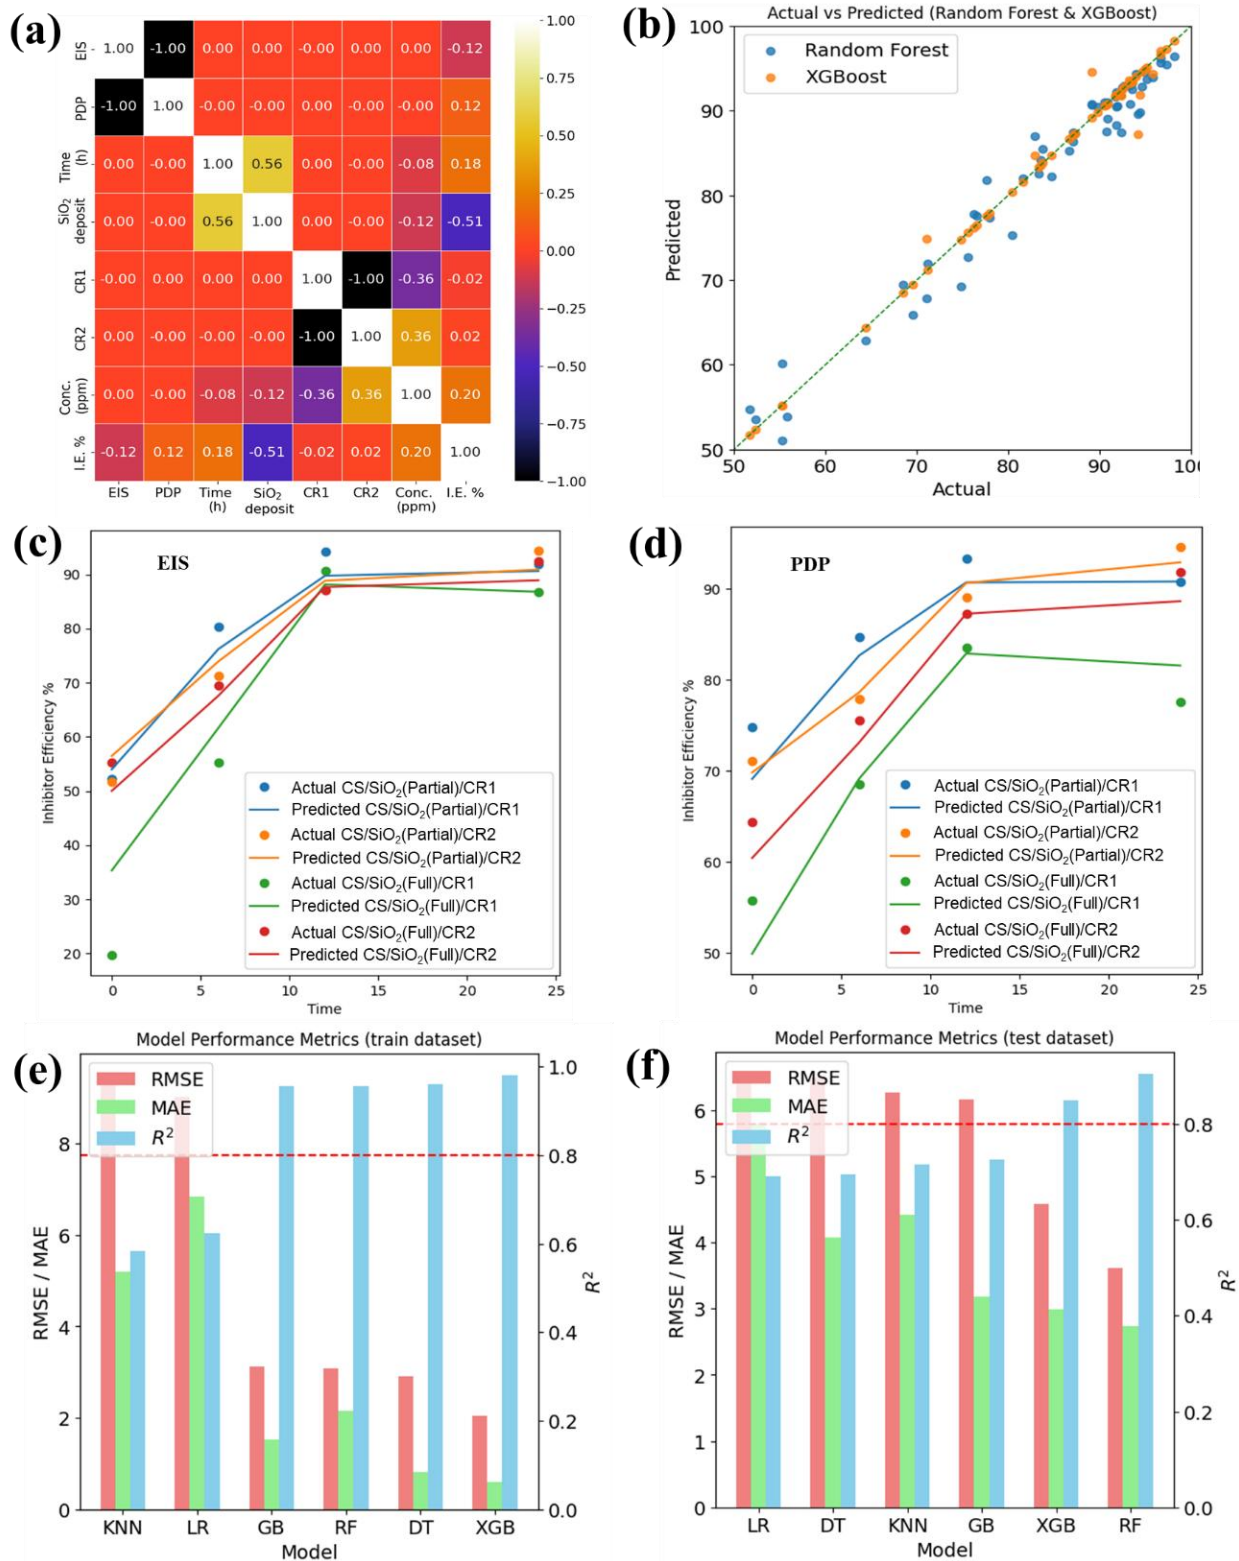 (a)
EIS 1.00 -1.00 0.00 0.00 0.00 0.00 0.00 -0.12
PDP -1.00 1.00 -0.00 -0.00 -0.00 -0.00 -0.00 0.12
Time (h) 0.00 -0.00 1.00 0.56 0.00 -0.00 -0.08 0.18
SiO2 deposit 0.00 -0.00 0.56 1.00 0.00 -0.00 -0.12 -0.51
CR1 -0.00 0.00 0.00 0.00 1.00 -1.00 -0.36 -0.02
CR2 0.00 -0.00 -0.00 -0.00 -1.00 1.00 0.36 0.02
Conc. (ppm) 0.00 -0.00 -0.08 -0.12 -0.36 0.36 1.00 0.20
I.E. % -0.12 0.12 0.18 -0.51 -0.02 0.02 0.20 1.00
EIS PDP Time (h) SiO2 deposit CR1 CR2 Conc. (ppm) I.E. %
1.00
0.75
0.50
0.25
0.00
−0.25
−0.50
−0.75
−1.00
(b)
Actual vs Predicted (Random Forest & XGBoost)
Random Forest
XGBoost
Predicted
100
90
80
70
60
50
50 60 70 80 90 10
Actual
(c)
EIS
Inhibitor Efficiency %
90
80
70
60
50
40
30
20
Actual CS/SiO2(Partial)/CR1
Predicted CS/SiO2(Partial)/CR1
Actual CS/SiO2(Partial)/CR2
Predicted CS/SiO2(Partial)/CR2
Actual CS/SiO2(Full)/CR1
Predicted CS/SiO2(Full)/CR1
Actual CS/SiO2(Full)/CR2
Predicted CS/SiO2(Full)/CR2
0 5 10 15 20 25
Time
(d)
PDP
Inhibitor Efficiency %
90
80
70
60
50
Actual CS/SiO2(Partial)/CR1
Predicted CS/SiO2(Partial)/CR1
Actual CS/SiO2(Partial)/CR2
Predicted CS/SiO2(Partial)/CR2
Actual CS/SiO2(Full)/CR1
Predicted CS/SiO2(Full)/CR1
Actual CS/SiO2(Full)/CR2
Predicted CS/SiO2(Full)/CR2
0 5 10 15 20 25
Time
(e)
Model Performance Metrics (train dataset)
RMSE
MAE
R²
RMSE / MAE
8
6
4
2
0
1.0
0.8
0.6
0.4
0.2
0.0
R²
KNN LR GB RF DT XGB
Model
(f)
Model Performance Metrics (test dataset)
RMSE
MAE
R²
RMSE / MAE
6
5
4
3
2
1
0
0.8
0.6
0.4
0.2
0.0
R²
LR DT KNN GB XGB RF
Model